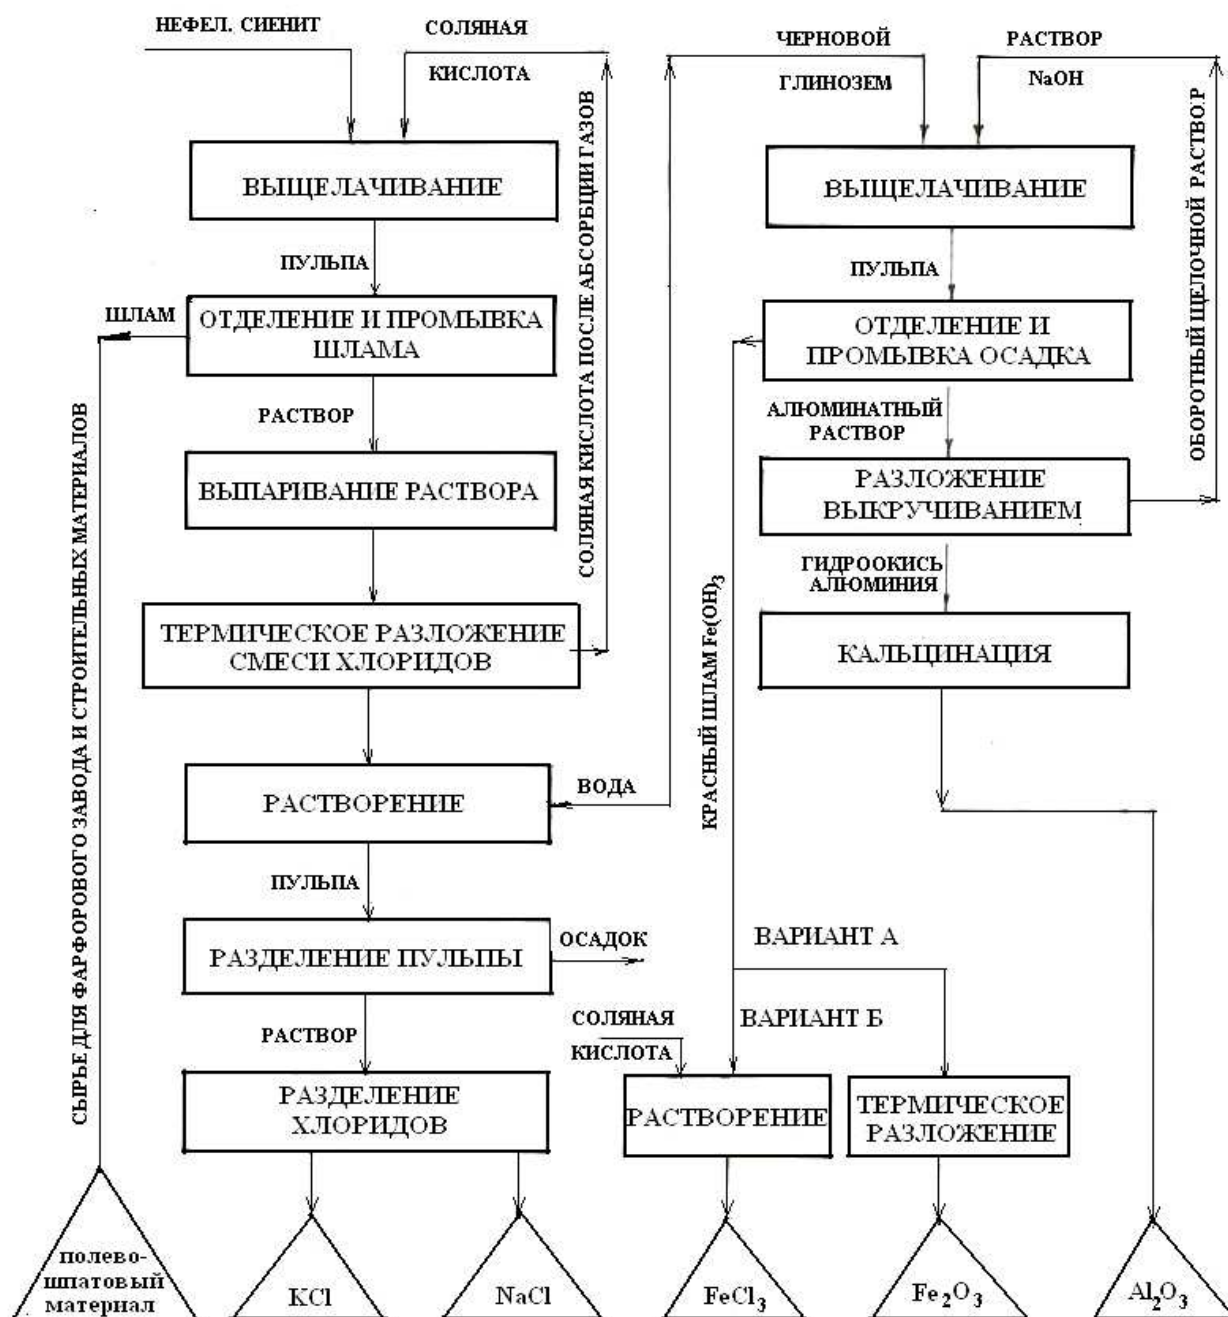 НЕФЕЛ. СИЕНИТ
СОЛЯНАЯ
КИСЛОТА
ВЫЩЕЛАЧИВАНИЕ
ПУЛЬПА
ШЛАМ
ОТДЕЛЕНИЕ И ПРОМЫВКА
ШЛАМА
РАСТВОР
ВЫПАРИВАНИЕ РАСТВОРА
ТЕРМИЧЕСКОЕ РАЗЛОЖЕНИЕ
СМЕСИ ХЛОРИДОВ
СОЛЯНАЯ КИСЛОТА ПОСЛЕ АБСОРБЦИИ ГАЗОВ
РАСТВОРЕНИЕ
ВОДА
ПУЛЬПА
РАЗДЕЛЕНИЕ ПУЛЬПЫ
ОСАДОК
РАСТВОР
РАЗДЕЛЕНИЕ
ХЛОРИДОВ
СЫРЬЕ ДЛЯ ФАРФОРОВОГО ЗАВОДА И СТРОИТЕЛЬНЫХ МАТЕРИАЛОВ
ЧЕРНОВОЙ
ГЛИНОЗЕМ
РАСТВОР
NaOH
ВЫЩЕЛАЧИВАНИЕ
ПУЛЬПА
ОТДЕЛЕНИЕ И
ПРОМЫВКА ОСАДКА
АЛЮМИНАТНЫЙ
РАСТВОР
РАЗЛОЖЕНИЕ
ВЫКРУЧИВАНИЕМ
ОБОРОТНЫЙ ЩЕЛОЧНОЙ РАСТВОР
ГИДРООКИСЬ
АЛЮМИНИЯ
КАЛЬЦИНАЦИЯ
КРАСНЫЙ ШЛАМ Fe(OH)3
ВАРИАНТ А
ВАРИАНТ Б
СОЛЯНАЯ
КИСЛОТА
РАСТВОРЕНИЕ
ТЕРМИЧЕСКОЕ
РАЗЛОЖЕНИЕ
полево-
шпатовый
материал
KCl
NaCl
FeCl3
Fe2O3
Al2O3